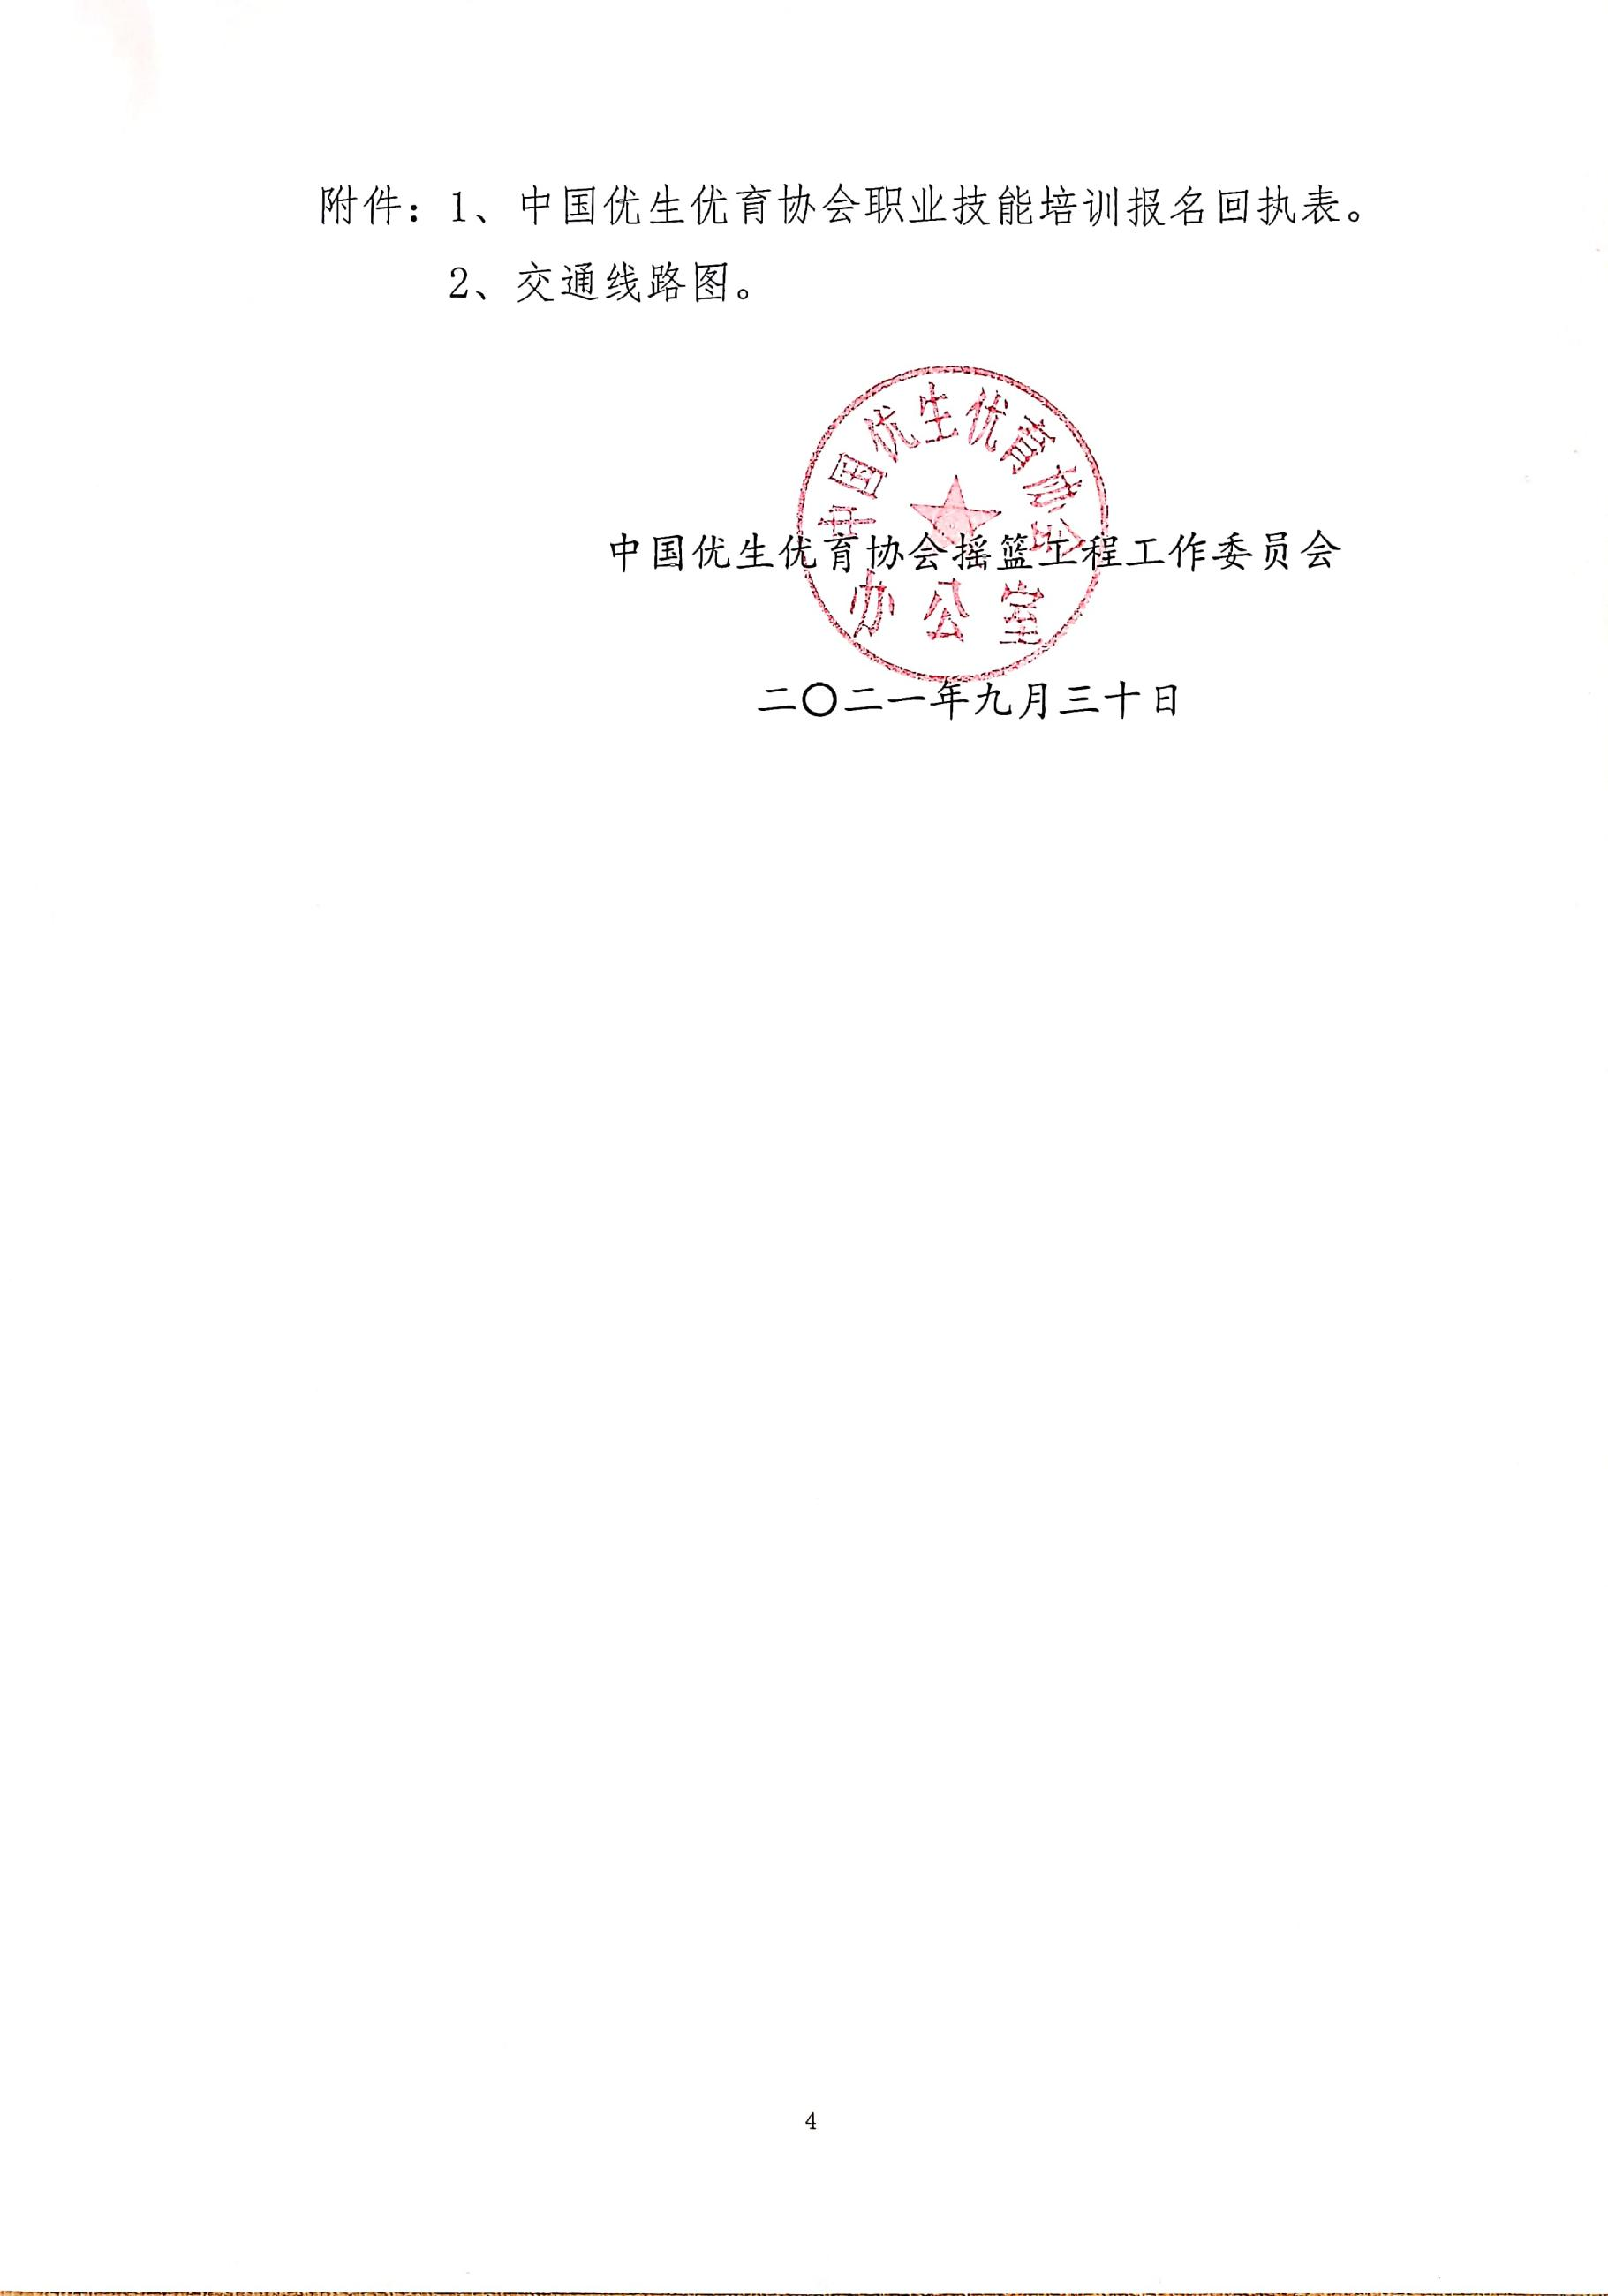 附件：1、中国优生优育协会职业技能培训报名回执表。
2、交通线路图。
中国优生优育协会
中国优生优育协会摇篮工程工作委员会
办公室
二〇二一年九月三十日
4